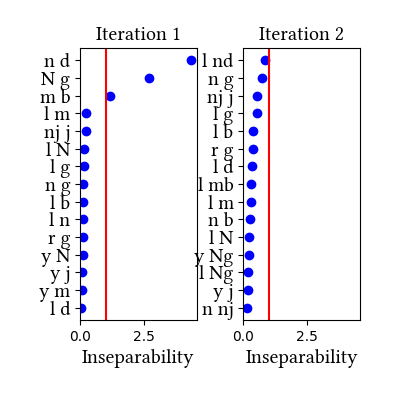 Iteration 1
n d
N g
m b
l m
nj j
l N
l g
n g
l b
l n
r g
y N
y j
y m
l d
0.0 2.5
Inseparability
Iteration 2
l nd
n g
nj j
l g
l b
r g
l d
l mb
l m
n b
l N
y Ng
l Ng
y j
n nj
0.0 2.5
Inseparability